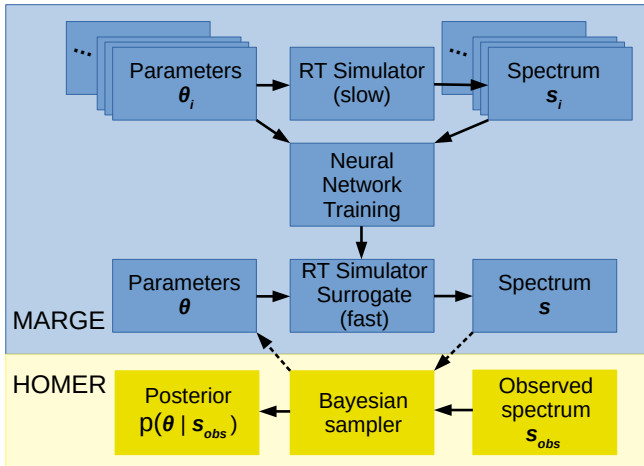 ...
...
Parameters
θi
RT Simulator
(slow)
Spectrum
si
Neural
Network
Training
Parameters
θ
RT Simulator
Surrogate
(fast)
Spectrum
s
MARGE
HOMER
Posterior
p(θ | sobs)
Bayesian
sampler
Observed
spectrum
sobs